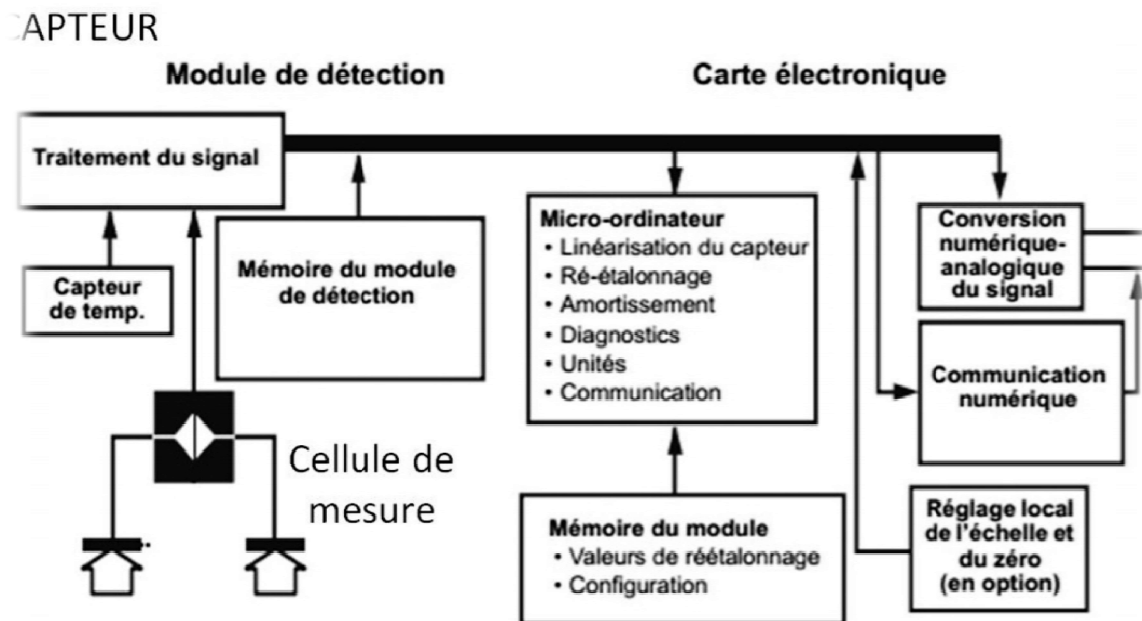 CAPTEUR
Module de détection
Carte électronique
Traitement du signal
Capteur
de temp.
Mémoire du module
de détection
Cellule de
mesure
Micro-ordinateur
• Linéarisation du capteur
• Ré-étalonnage
• Amortissement
• Diagnostics
• Unités
• Communication
Mémoire du module
• Valeurs de réétalonnage
• Configuration
Conversion
numérique-
analogique
du signal
Communication
numérique
Réglage local
de l'échelle et
du zéro
(en option)